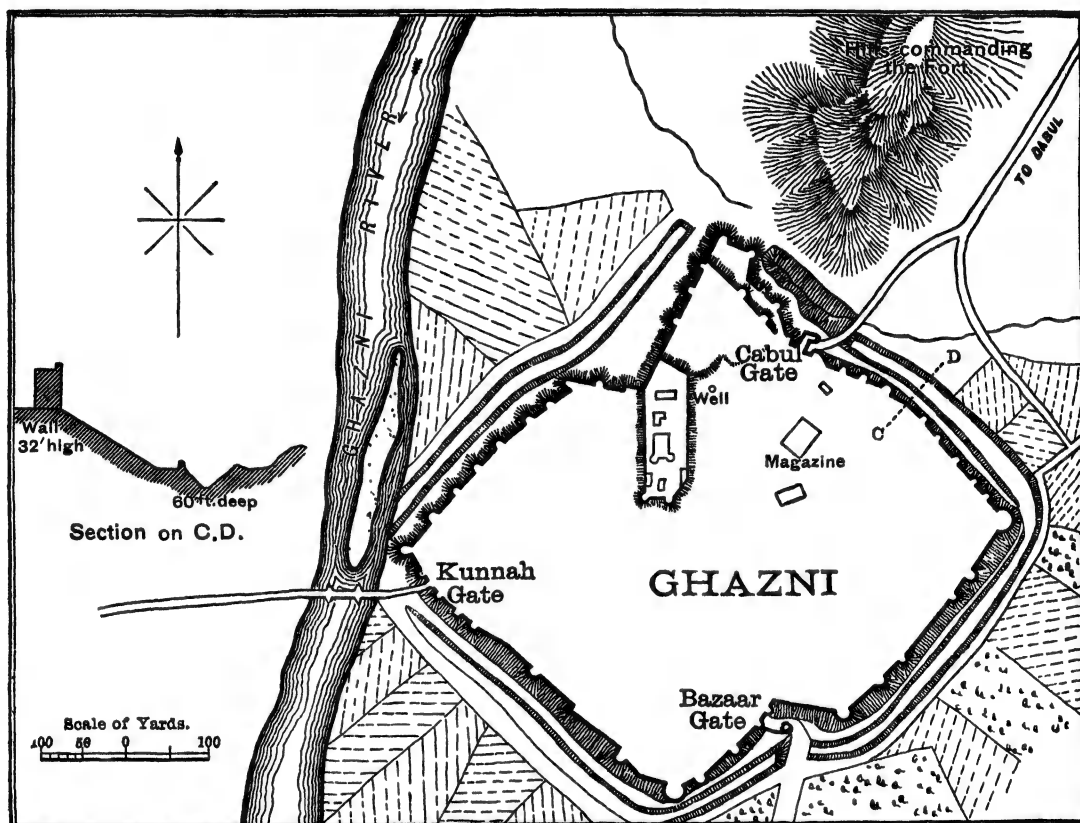 Hills commanding
the Fort.
TO CABUL
GHAZNI RIVER
Cabul
Gate
Well
D
C
Magazine
Wall
32' high
60 ft. deep
Section on C.D.
Kunnah
Gate
GHAZNI
Bazaar
Gate
Scale of Yards.
100 50 0 100